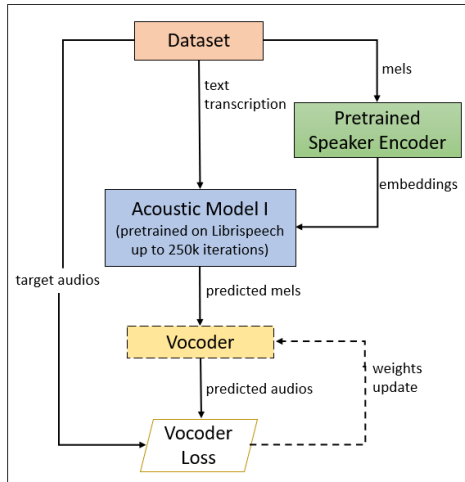 Dataset
mels
text
transcription
Pretrained
Speaker Encoder
embeddings
Acoustic Model I
(pretrained on Librispeech
up to 250k iterations)
target audios
predicted mels
Vocoder
weights
update
predicted audios
Vocoder
Loss